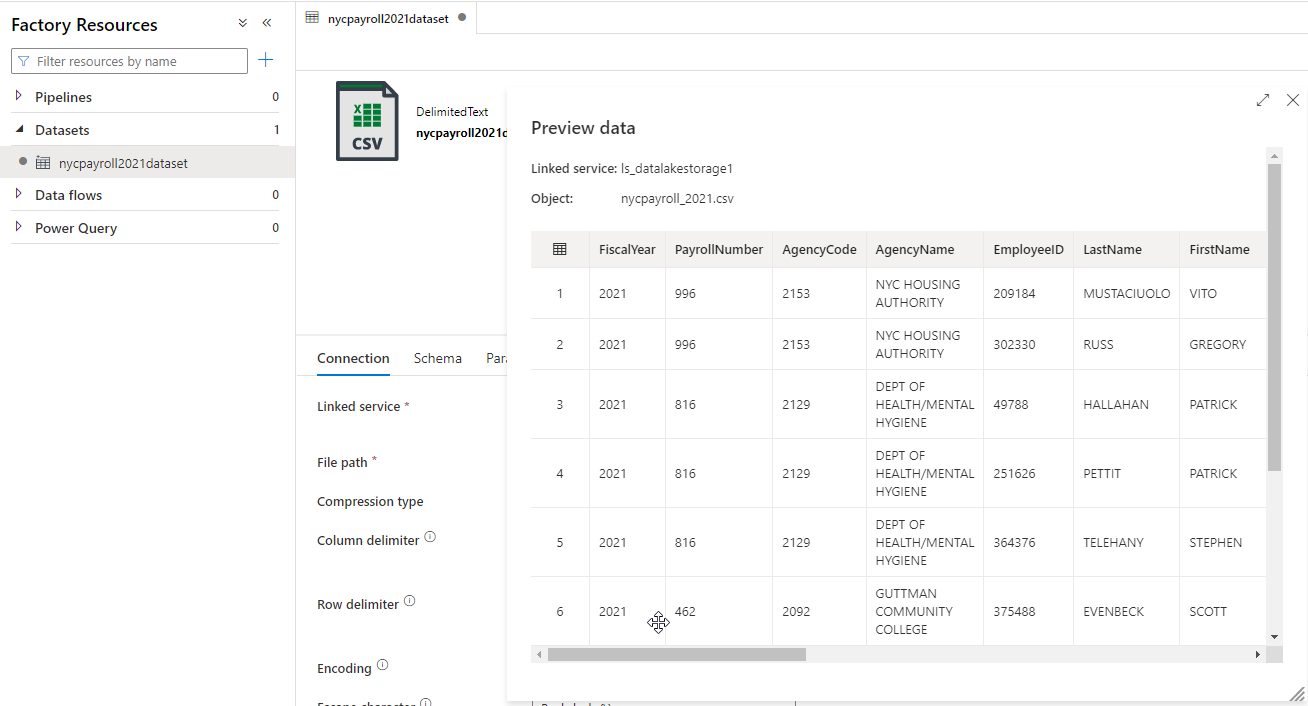 Factory Resources
Filter resources by name
Pipelines 0
Datasets 1
nycpayroll2021dataset
Data flows 0
Power Query 0
nycpayroll2021dataset
CSV
DelimitedText
nycpayroll2021d
Connection Schema Para
Linked service *
File path *
Compression type
Column delimiter
Row delimiter
Encoding
Preview data
Linked service: ls_datalakestorage1
Object: nycpayroll_2021.csv
FiscalYear PayrollNumber AgencyCode AgencyName EmployeeID LastName FirstName
1 2021 996 2153 NYC HOUSING AUTHORITY 209184 MUSTACIUOLO VITO
2 2021 996 2153 NYC HOUSING AUTHORITY 302330 RUSS GREGORY
3 2021 816 2129 DEPT OF HEALTH/MENTAL HYGIENE 49788 HALLAHAN PATRICK
4 2021 816 2129 DEPT OF HEALTH/MENTAL HYGIENE 251626 PETTIT PATRICK
5 2021 816 2129 DEPT OF HEALTH/MENTAL HYGIENE 364376 TELEHANY STEPHEN
6 2021 462 2092 GUTTMAN COMMUNITY COLLEGE 375488 EVENBECK SCOTT